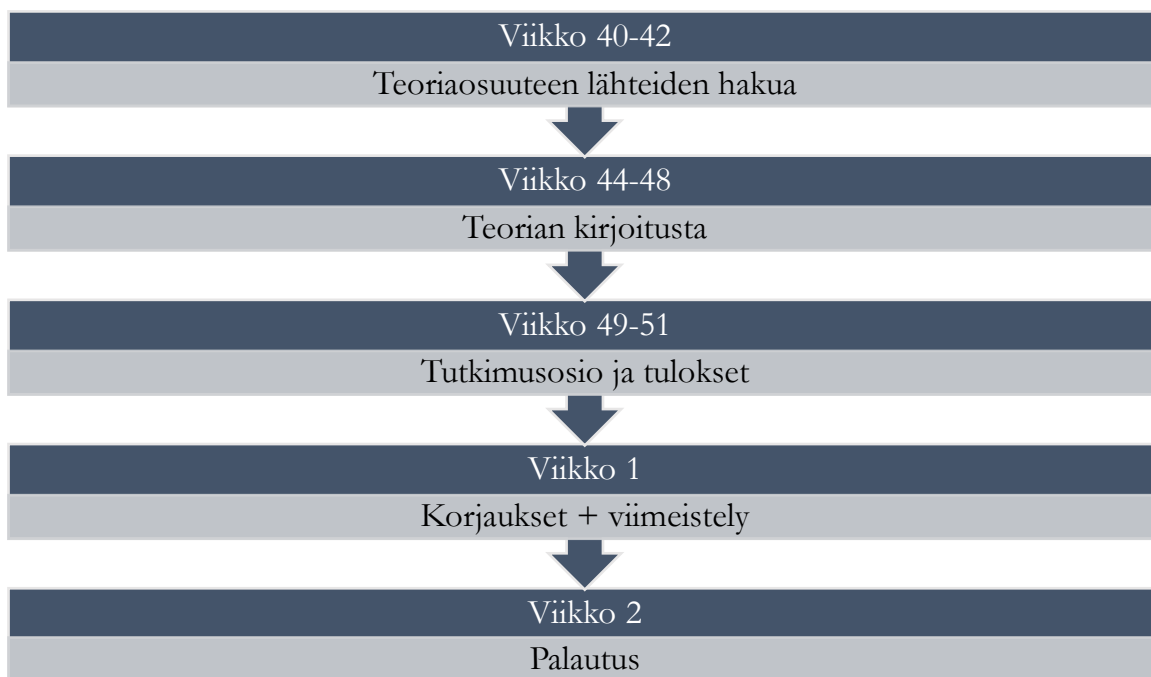 Viikko 40-42
Teoriaosuuteen lähteiden hakua
Viikko 44-48
Teorian kirjoitusta
Viikko 49-51
Tutkimusosio ja tulokset
Viikko 1
Korjaukset + viimeistely
Viikko 2
Palautus